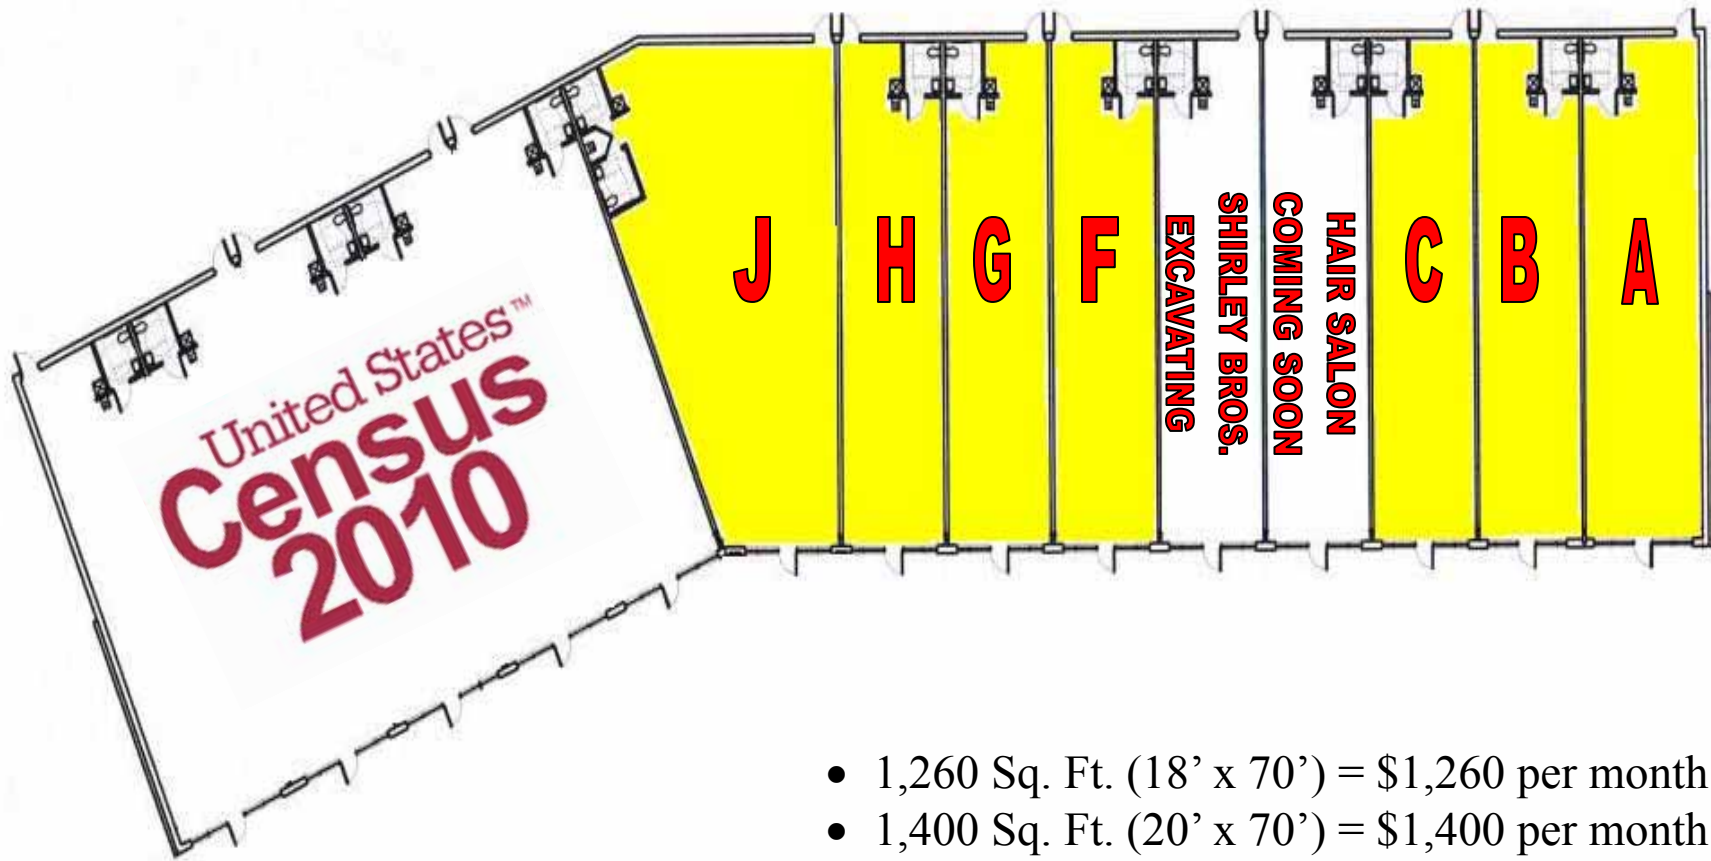 United States™
Census
2010
J
H
G
F
SHIRLEY BROS.
EXCAVATING
HAIR SALON
COMING SOON
C
B
A
• 1,260 Sq. Ft. (18’ x 70’) = $1,260 per month
• 1,400 Sq. Ft. (20’ x 70’) = $1,400 per month